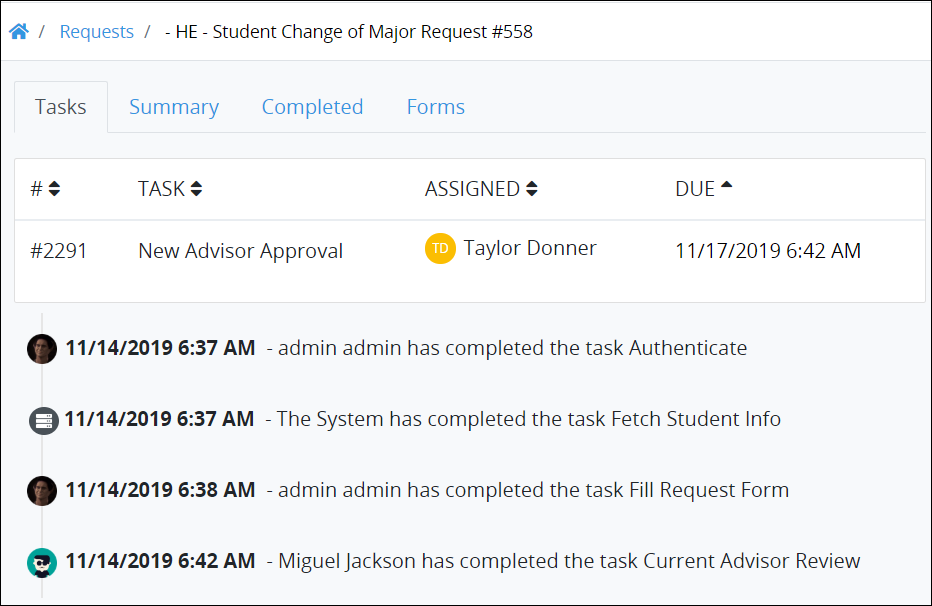 / Requests / - HE - Student Change of Major Request #558
Tasks Summary Completed Forms
# TASK ASSIGNED DUE
#2291 New Advisor Approval TD Taylor Donner 11/17/2019 6:42 AM
11/14/2019 6:37 AM - admin admin has completed the task Authenticate
11/14/2019 6:37 AM - The System has completed the task Fetch Student Info
11/14/2019 6:38 AM - admin admin has completed the task Fill Request Form
11/14/2019 6:42 AM - Miguel Jackson has completed the task Current Advisor Review